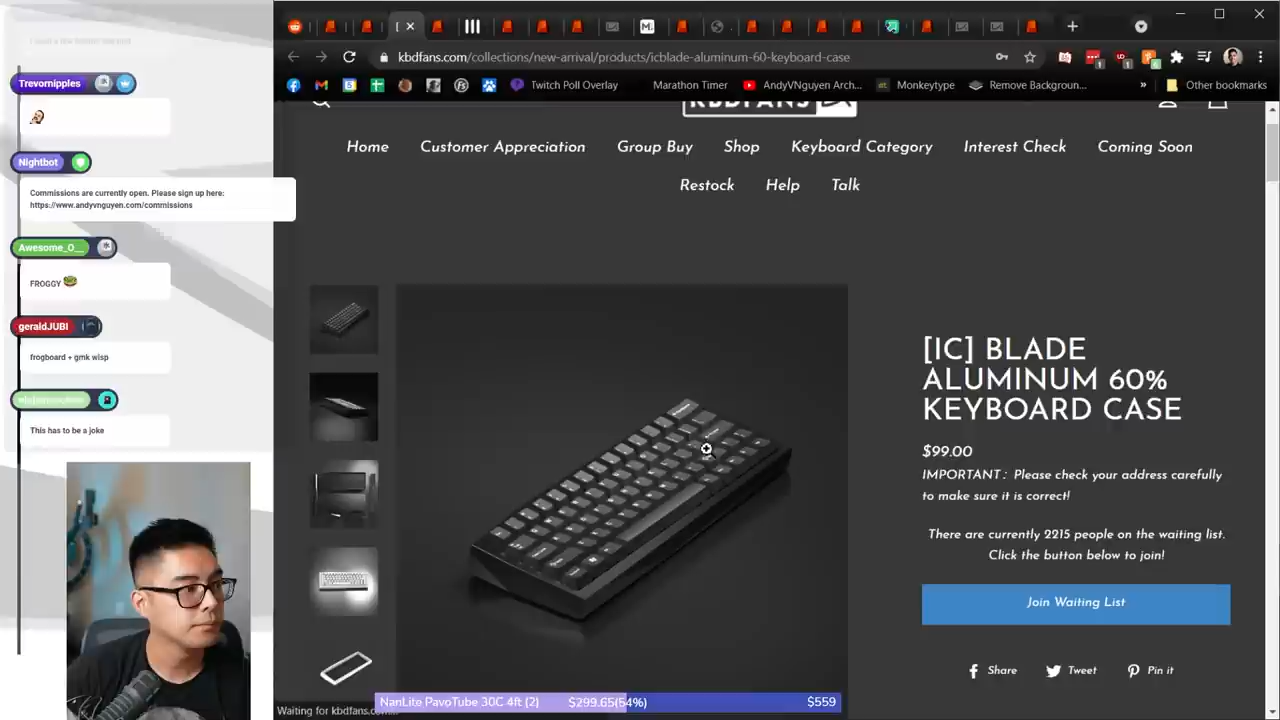 Trevornipples
Nightbot
Commissions are currently open. Please sign up here:
https://www.andyvnguyen.com/commissions
Awesome_O__
FROGGY
geraldJUBI
frogboard + gmk wisp
This has to be a joke
kbdfans.com/collections/new-arrival/products/icblade-aluminum-60-keyboard-case
Twitch Poll Overlay
Marathon Timer
AndyVNguyen Arch...
Monkeytype
Remove Backgroun...
»
Other bookmarks
KBDFANS
Home Customer Appreciation Group Buy Shop Keyboard Category Interest Check Coming Soon
Restock Help Talk
[IC] BLADE
ALUMINUM 60%
KEYBOARD CASE
$99.00
IMPORTANT : Please check your address carefully
to make sure it is correct!
There are currently 2215 people on the waiting list.
Click the button below to join!
Join Waiting List
Share Tweet Pin it
NanLite PavoTube 30C 4ft (2) $299.65(54%) $559
Waiting for kbdfans.com...